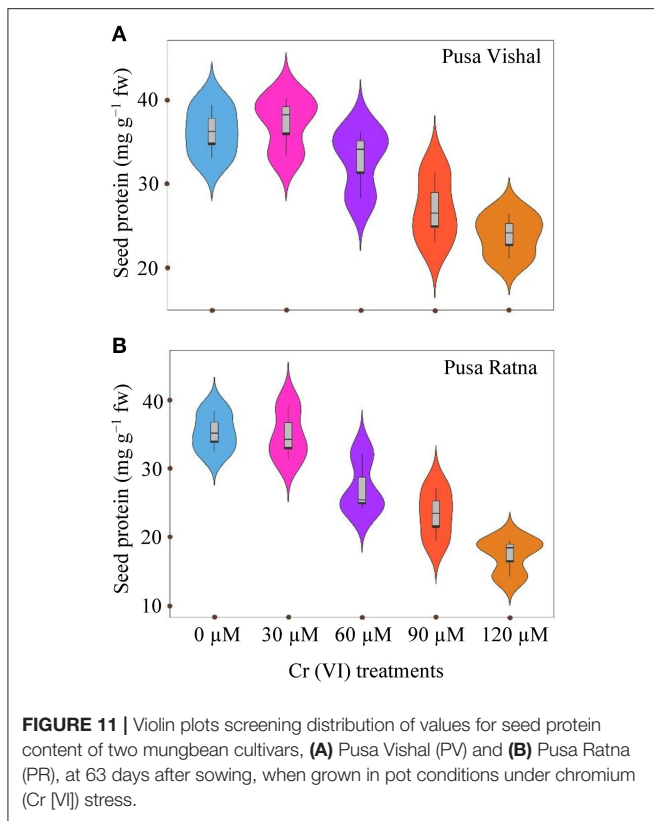 A
Pusa Vishal
Seed protein (mg g⁻¹ fw)
40
30
20
B
Pusa Ratna
Seed protein (mg g⁻¹ fw)
40
30
20
10
0 µM 30 µM 60 µM 90 µM 120 µM
Cr (VI) treatments
FIGURE 11 | Violin plots screening distribution of values for seed protein
content of two mungbean cultivars, (A) Pusa Vishal (PV) and (B) Pusa Ratna
(PR), at 63 days after sowing, when grown in pot conditions under chromium
(Cr [VI]) stress.